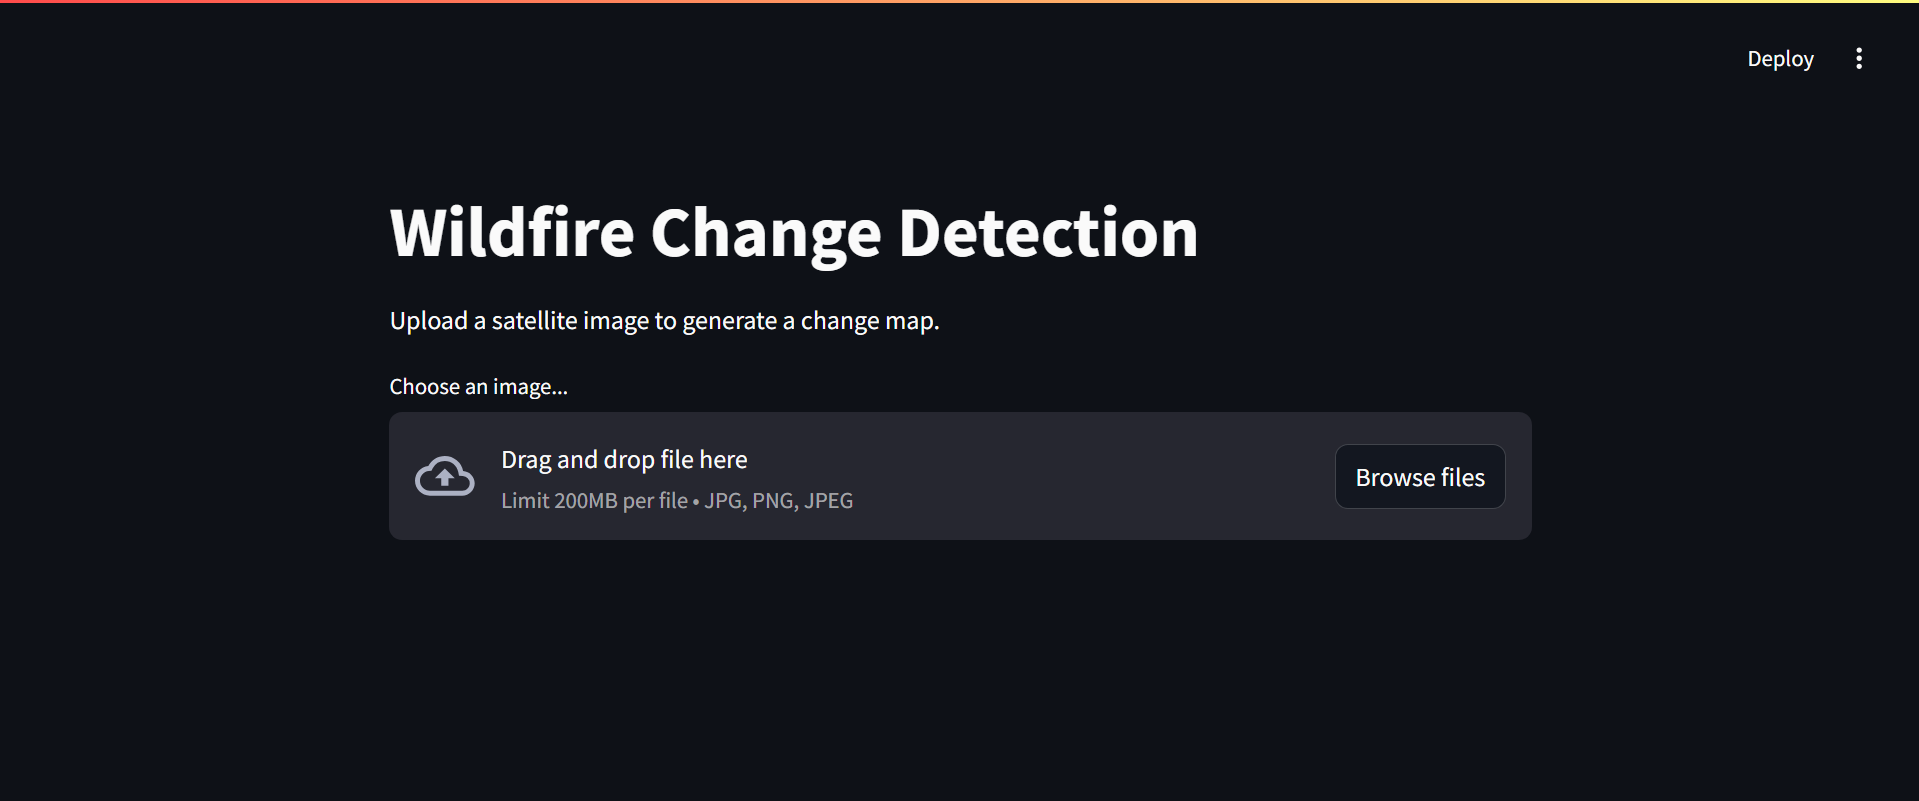 Deploy
Wildfire Change Detection
Upload a satellite image to generate a change map.
Choose an image...
Drag and drop file here
Limit 200MB per file • JPG, PNG, JPEG
Browse files